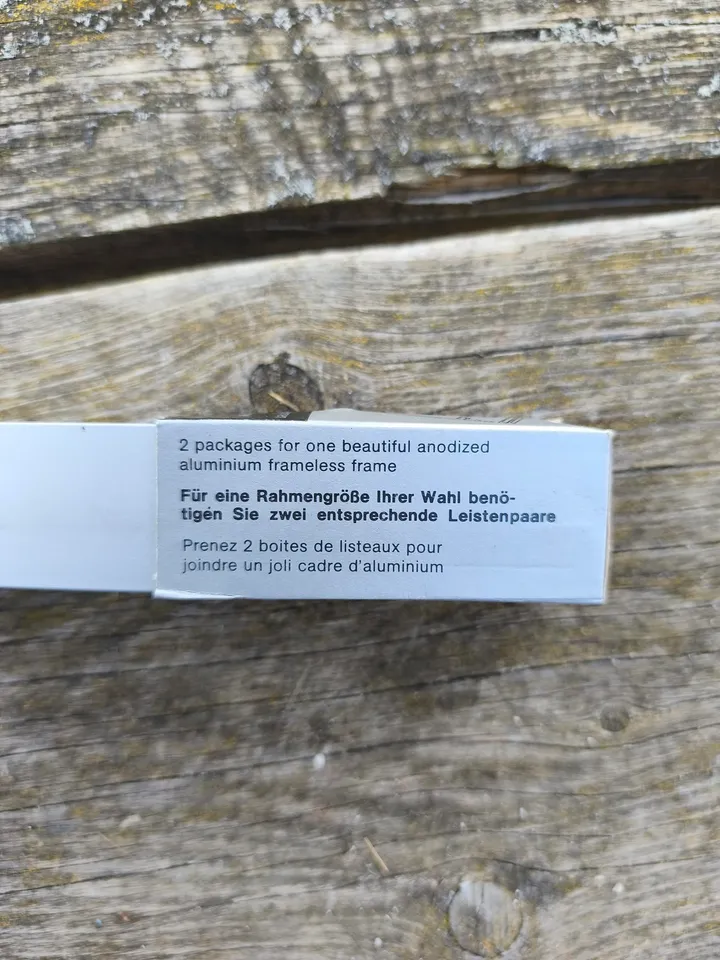 2 packages for one beautiful anodized
aluminium frameless frame
Für eine Rahmengröße Ihrer Wahl benö-
tigén Sie zwei entsprechende Leistenpaare
Prenez 2 boites de listeaux pour
joindre un joli cadre d'aluminium